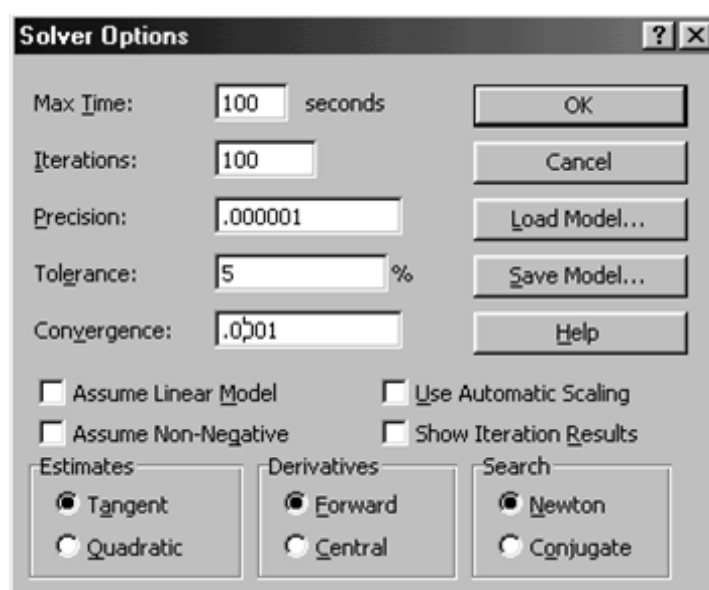 Solver Options
Max Time: 100 seconds
OK
Iterations: 100
Cancel
Precision: .000001
Load Model...
Tolerance: 5 %
Save Model...
Convergence: .0001
Help
Assume Linear Model
Use Automatic Scaling
Assume Non-Negative
Show Iteration Results
Estimates
Tangent
Quadratic
Derivatives
Forward
Central
Search
Newton
Conjugate